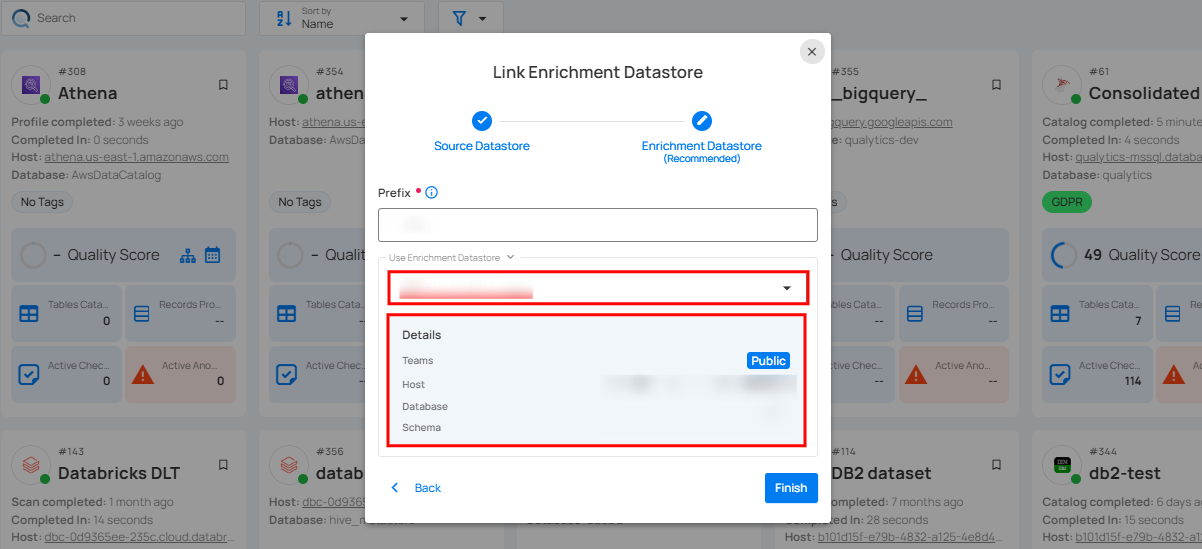 Search
Sort by
Name
Link Enrichment Datastore
Source Datastore
Enrichment Datastore
(Recommended)
Prefix •
Use Enrichment Datastore
Details
Teams
Public
Host
Database
Schema
Back
Finish
#308
Athena
Profile completed: 3 weeks ago
Completed In: 0 seconds
Host: athena.us-east-1.amazonaws.com
Database: AwsDataCatalog
No Tags
– Quality Score
Tables Cata...
0
Records Pro...
--
Active Chec...
0
Active Ano...
0
#354
athen
Host: athena.us-e
Database: AwsDa
No Tags
– Qua
Tables Cata
--
Active Chec
--
#355
_bigquery_
gquery.googleapis.com
: qualytics-dev
s
– Quality Score
bles Cata...
--
Records Pro...
--
tive Chec...
--
Active Ano...
--
#61
Consolidated
Catalog completed: 5 minute
Completed In: 4 seconds
Host: qualytics-mssql.databa
Database: qualytics
GDPR
49 Quality Score
Tables Cata...
7
Rec
Active Chec...
114
Act
#143
Databricks DLT
Scan completed: 1 month ago
Completed In: 14 seconds
Host: dbc-0d9365ee-235c.cloud.databr...
#356
datab
Host: dbc-0d9365
Database: hive_metastore
#114
DB2 dataset
completed: 7 months ago
Completed In: 28 seconds
Host: b101d15f-e79b-4832-a125-4e8d4...
#344
db2-test
Catalog completed: 6 days a
Completed In: 15 seconds
Host: b101d15f-e79b-4832-a1